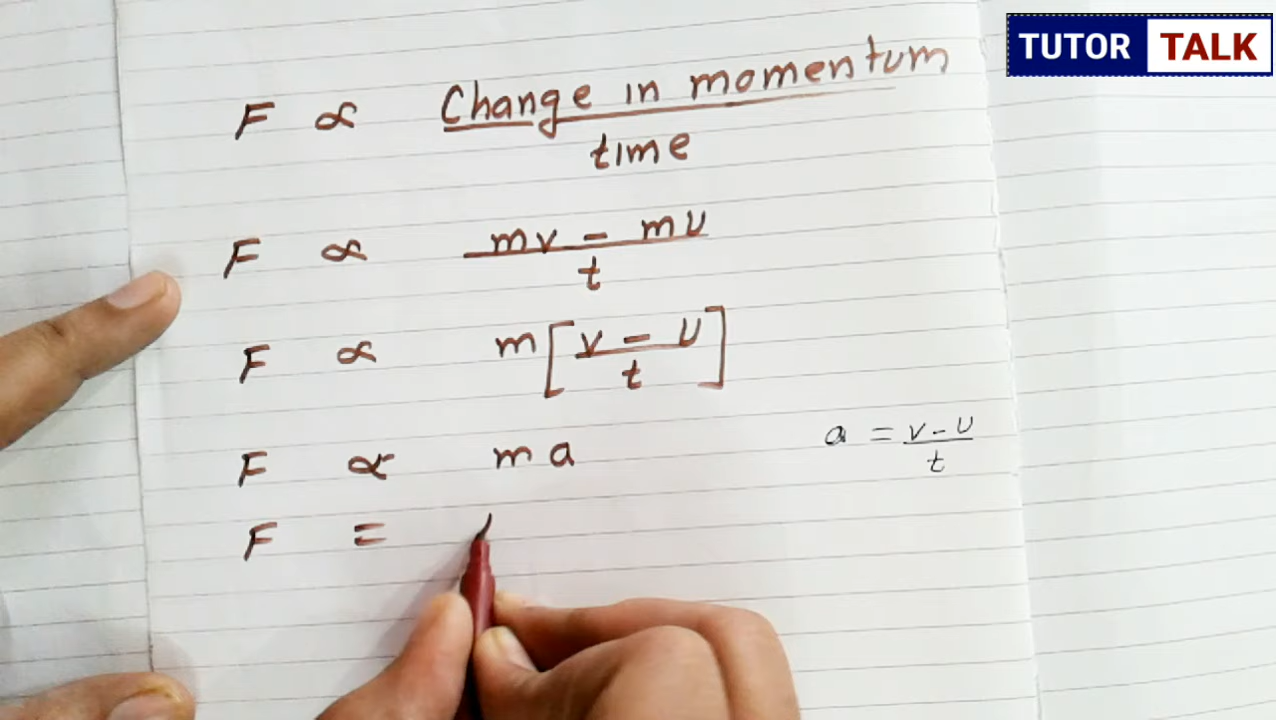 TUTOR TALK
F ∝ Change in momentum / time
F ∝ mv - mu / t
F ∝ m [v - u / t]
F ∝ ma
a = v - u / t
F =